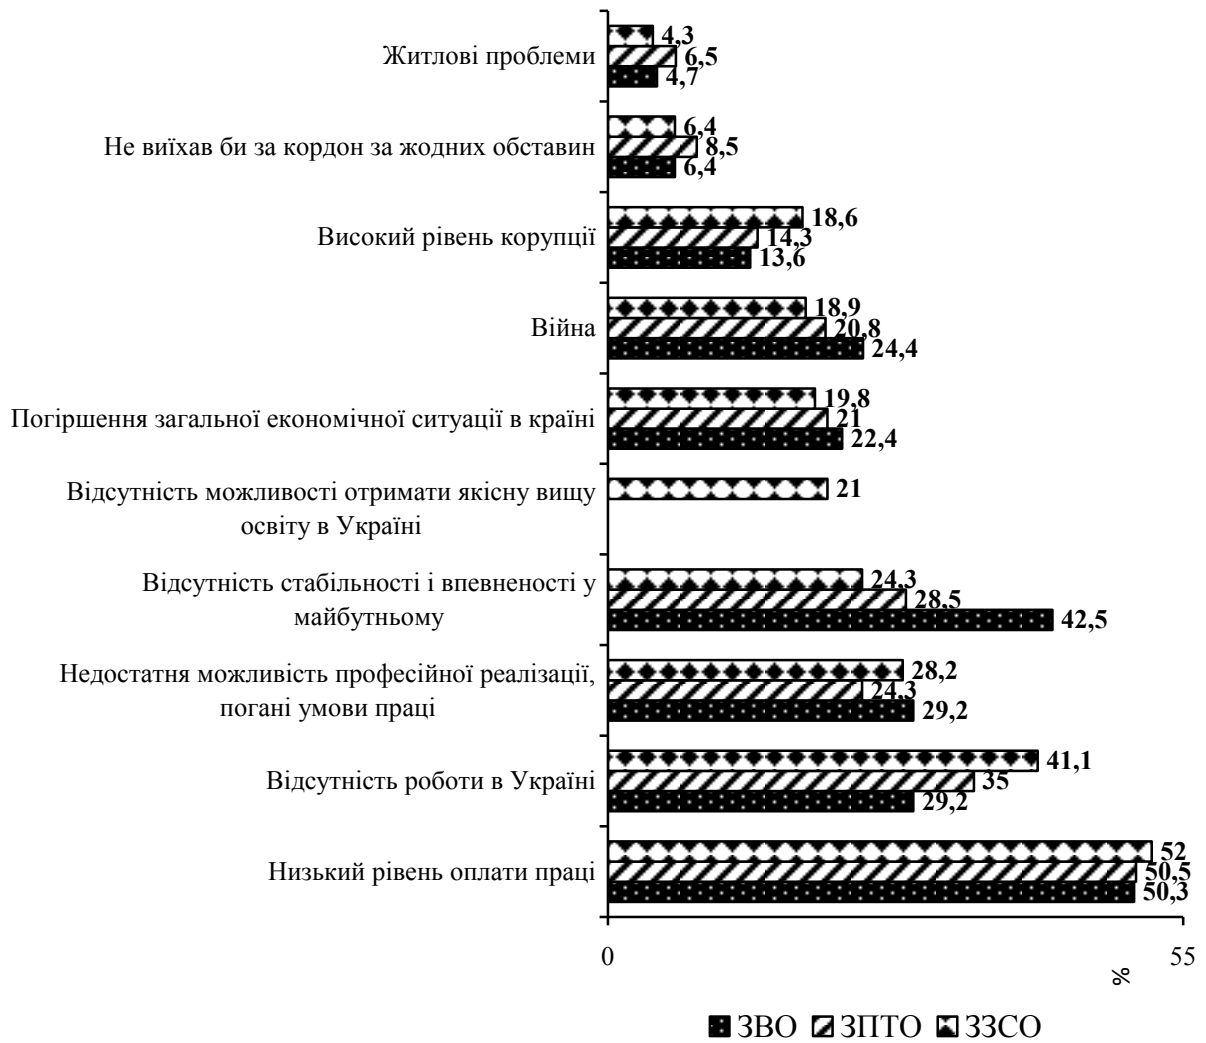 Житлові проблеми
4,3
6,5
4,7
Не виїхав би за кордон за жодних обставин
6,4
8,5
6,4
Високий рівень корупції
18,6
14,3
13,6
Війна
18,9
20,8
24,4
Погіршення загальної економічної ситуації в країні
19,8
21
22,4
Відсутність можливості отримати якісну вищу
освіту в Україні
21
Відсутність стабільності і впевненості у
майбутньому
24,3
28,5
42,5
Недостатня можливість професійної реалізації,
погані умови праці
28,2
24,3
29,2
Відсутність роботи в Україні
41,1
35
29,2
Низький рівень оплати праці
52
50,5
50,3
0
55
%
ЗВО ЗПТО ЗЗСО